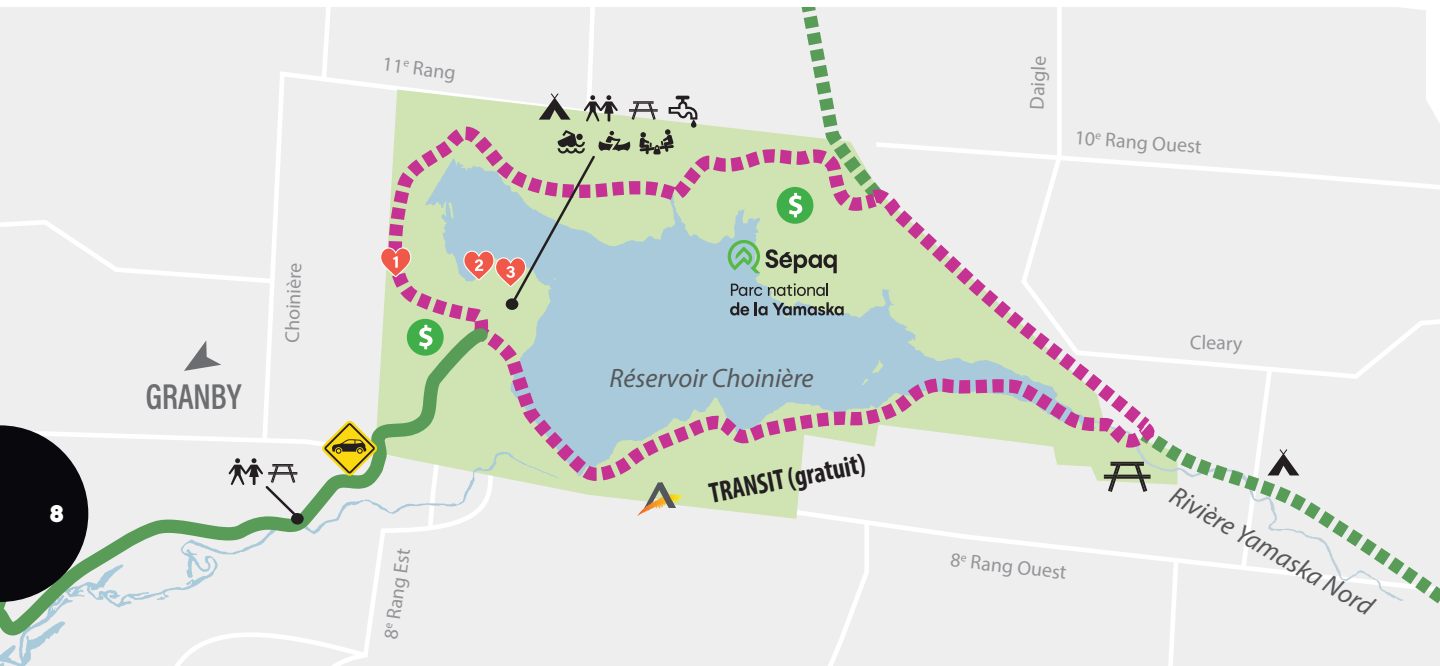 11e Rang
Daigle
10e Rang Ouest
$
1
2
3
Sépaq
Parc national
de la Yamaska
Choinière
$
Cleary
GRANBY
Réservoir Choinière
TRANSIT (gratuit)
8
Rivière Yamaska Nord
8e Rang Ouest
8e Rang Est